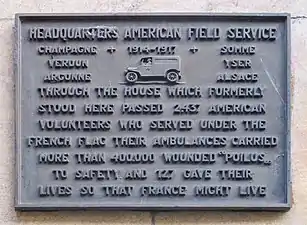 HEADQUARTERS AMERICAN FIELD SERVICE
CHAMPAGNE + 1914-1917 + SOMME
VERDUN YSER
ARGONNE ALSACE
THROUGH THE HOUSE WHICH FORMERLY
STOOD HERE PASSED 2437 AMERICAN
VOLUNTEERS WHO SERVED UNDER THE
FRENCH FLAG THEIR AMBULANCES CARRIED
MORE THAN 400,000 WOUNDED "POILUS"
TO SAFETY AND 127 GAVE THEIR
LIVES SO THAT FRANCE MIGHT LIVE